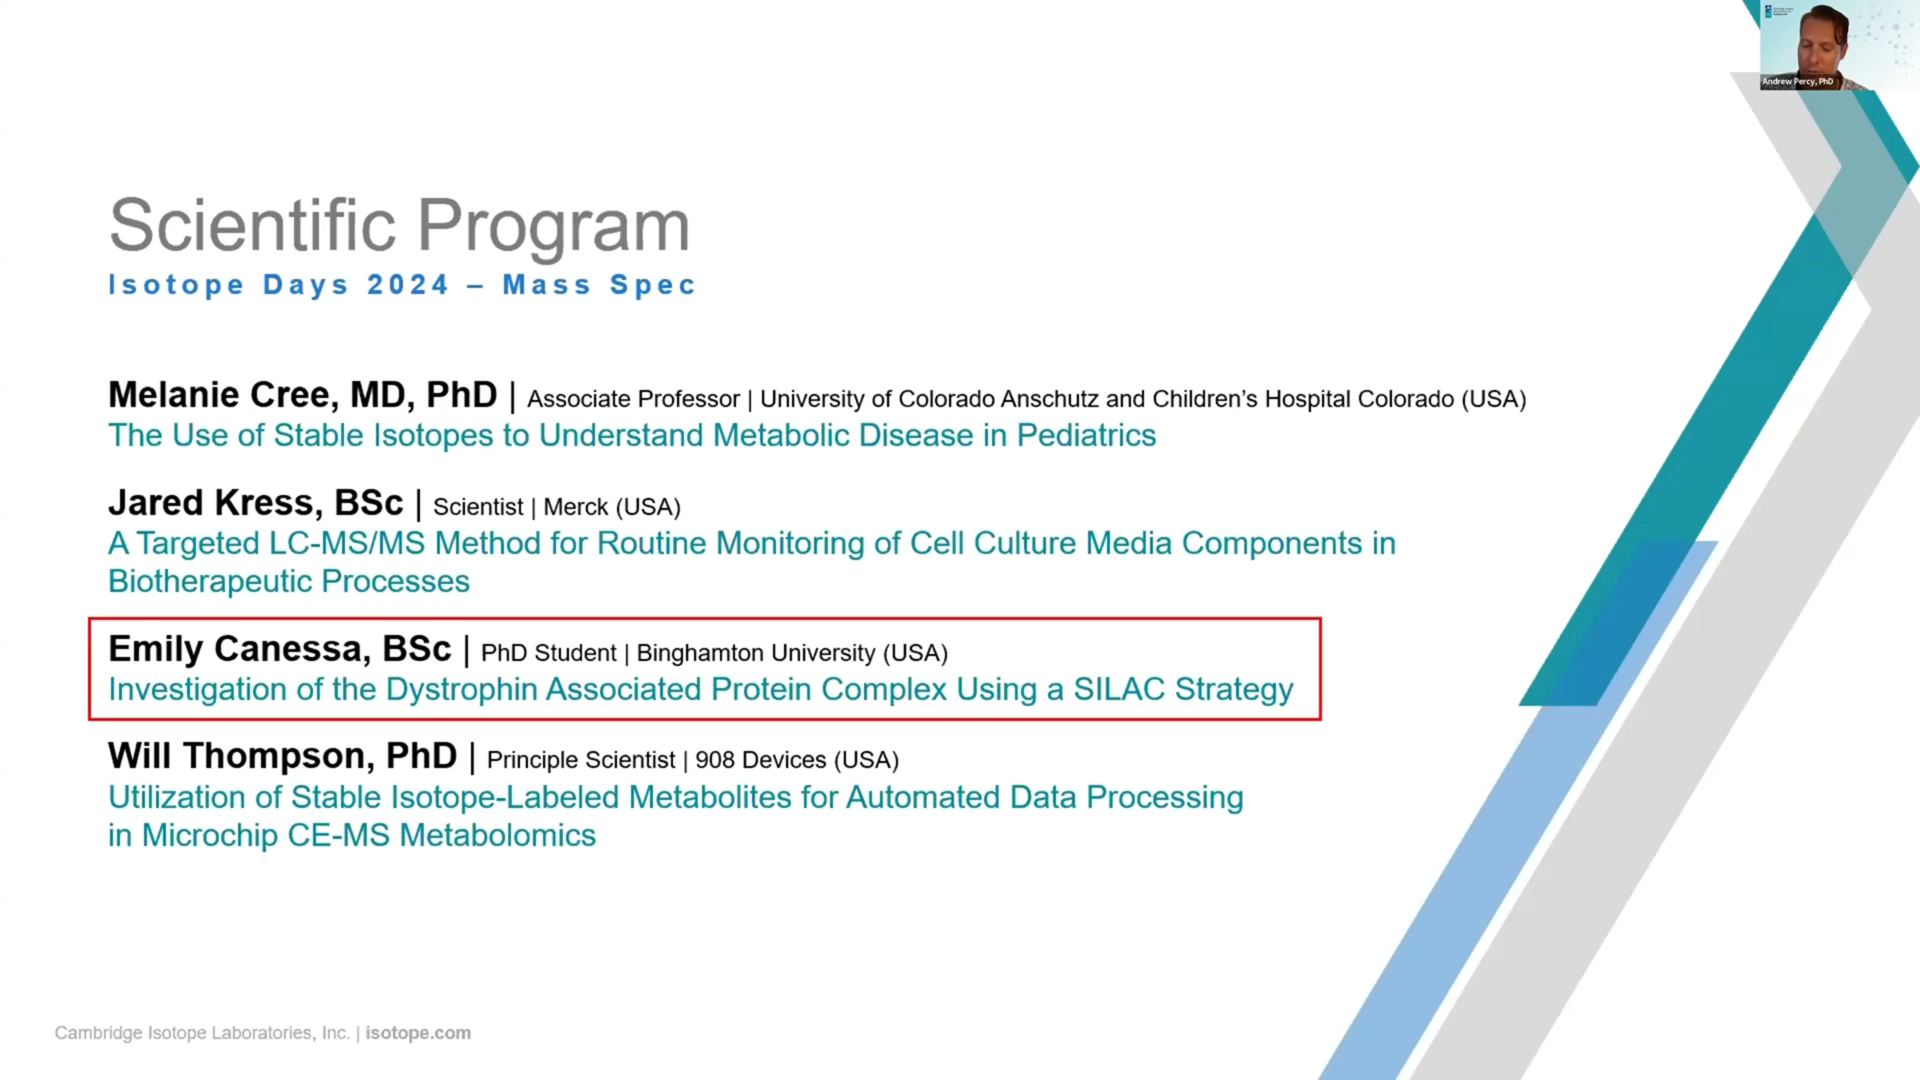 Andrew Percy, PhD
Scientific Program
Isotope Days 2024 – Mass Spec
Melanie Cree, MD, PhD | Associate Professor | University of Colorado Anschutz and Children’s Hospital Colorado (USA)
The Use of Stable Isotopes to Understand Metabolic Disease in Pediatrics
Jared Kress, BSc | Scientist | Merck (USA)
A Targeted LC-MS/MS Method for Routine Monitoring of Cell Culture Media Components in
Biotherapeutic Processes
Emily Canessa, BSc | PhD Student | Binghamton University (USA)
Investigation of the Dystrophin Associated Protein Complex Using a SILAC Strategy
Will Thompson, PhD | Principle Scientist | 908 Devices (USA)
Utilization of Stable Isotope-Labeled Metabolites for Automated Data Processing
in Microchip CE-MS Metabolomics
Cambridge Isotope Laboratories, Inc. | isotope.com